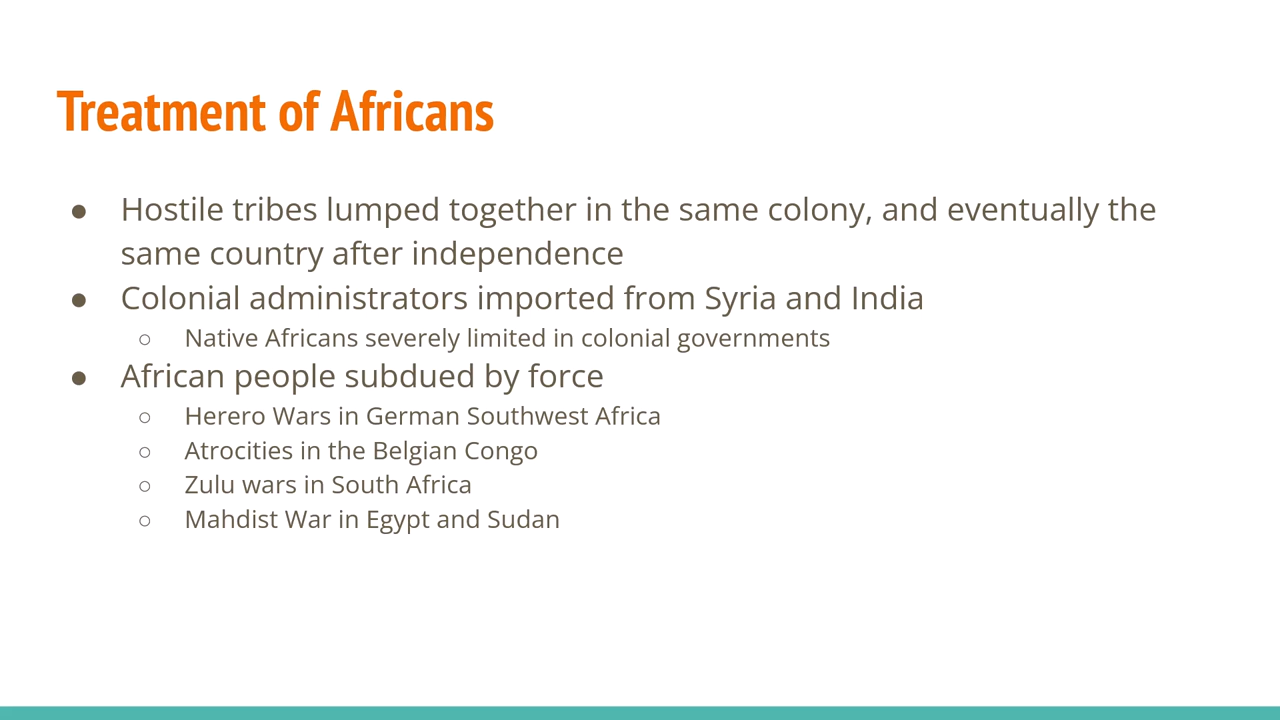 Treatment of Africans
● Hostile tribes lumped together in the same colony, and eventually the
same country after independence
● Colonial administrators imported from Syria and India
○ Native Africans severely limited in colonial governments
● African people subdued by force
○ Herero Wars in German Southwest Africa
○ Atrocities in the Belgian Congo
○ Zulu wars in South Africa
○ Mahdist War in Egypt and Sudan